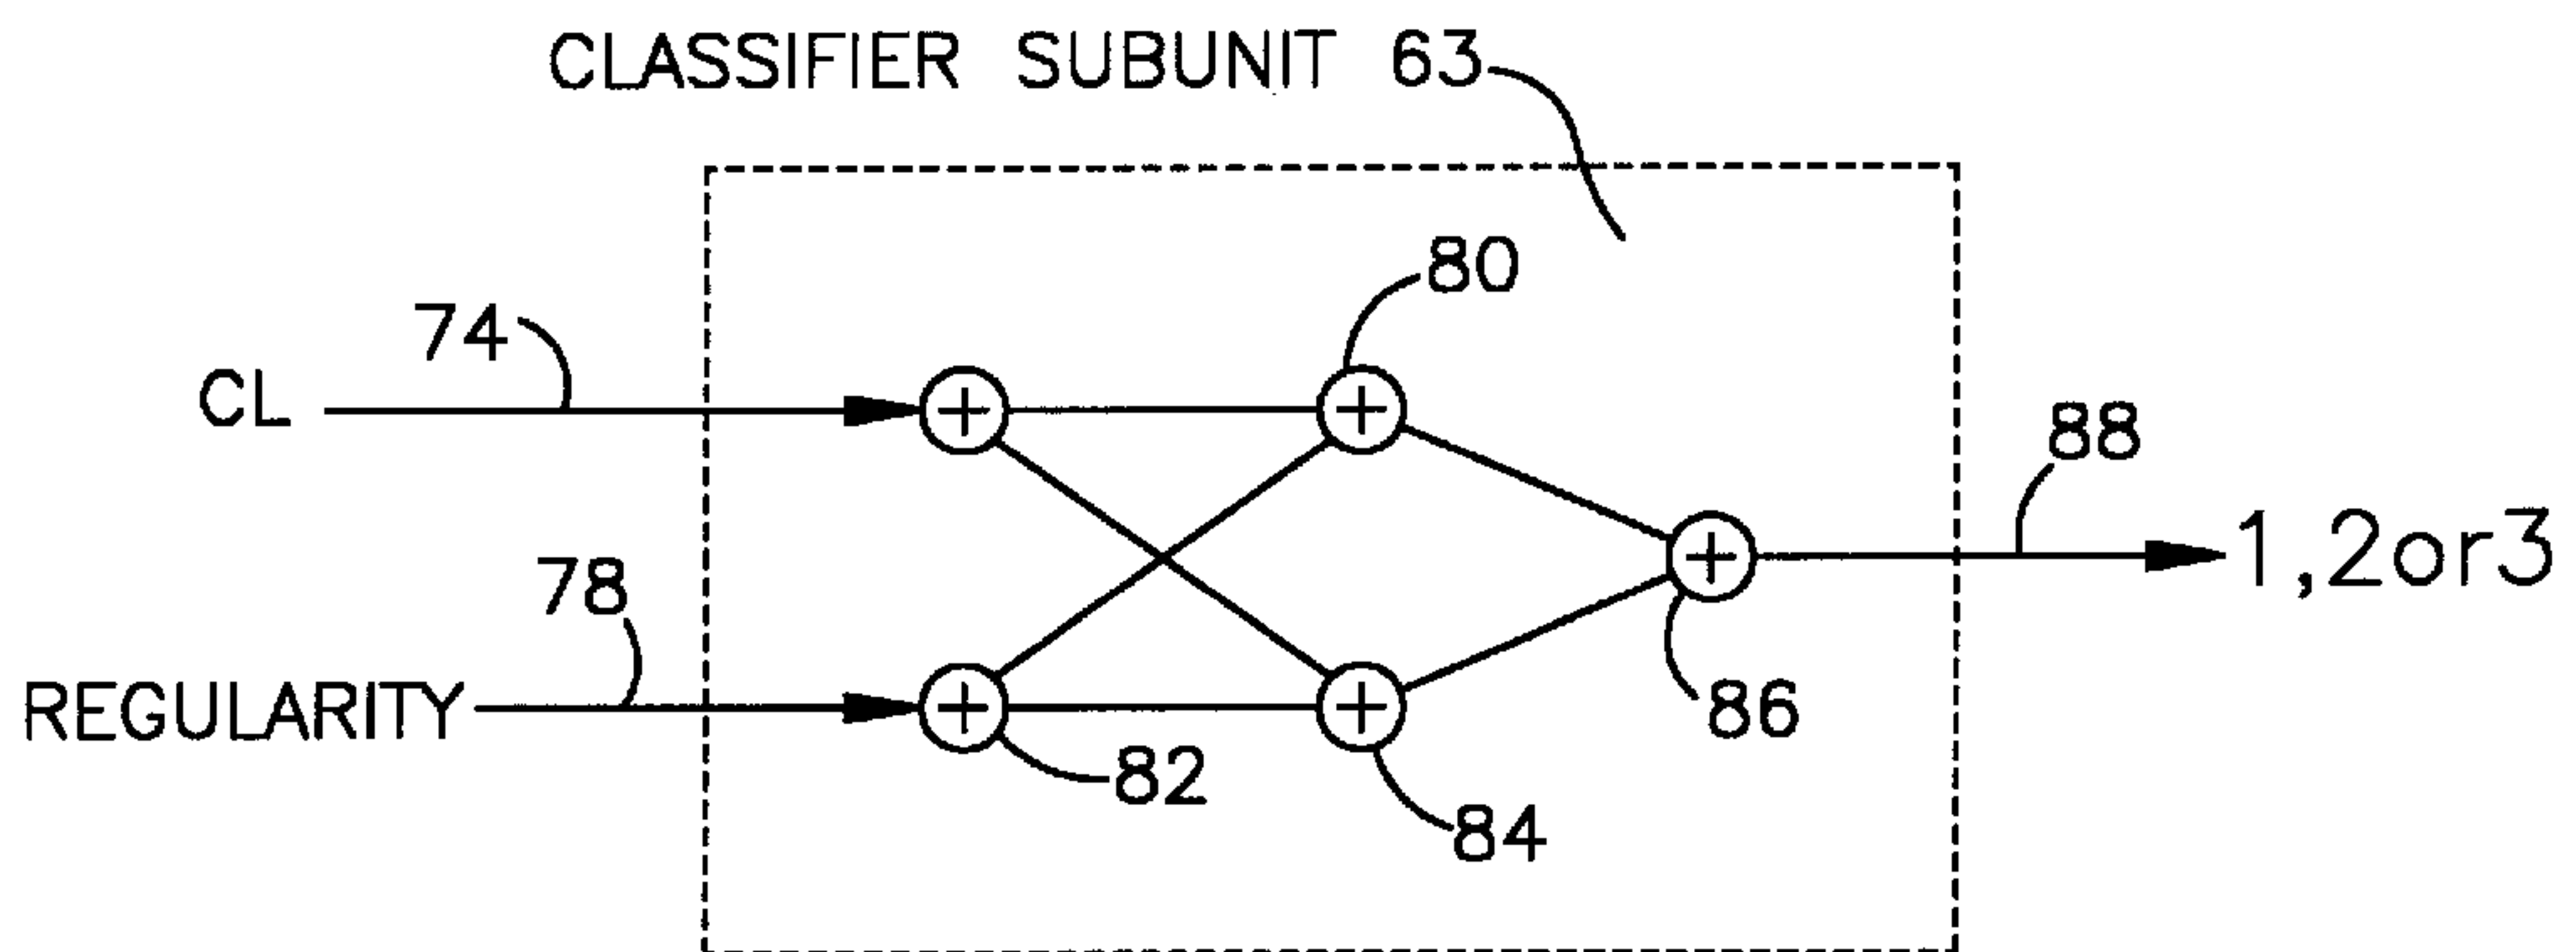 CLASSIFIER SUBUNIT 63
80
74
CL
88
1,2or3
78
REGULARITY
86
82
84